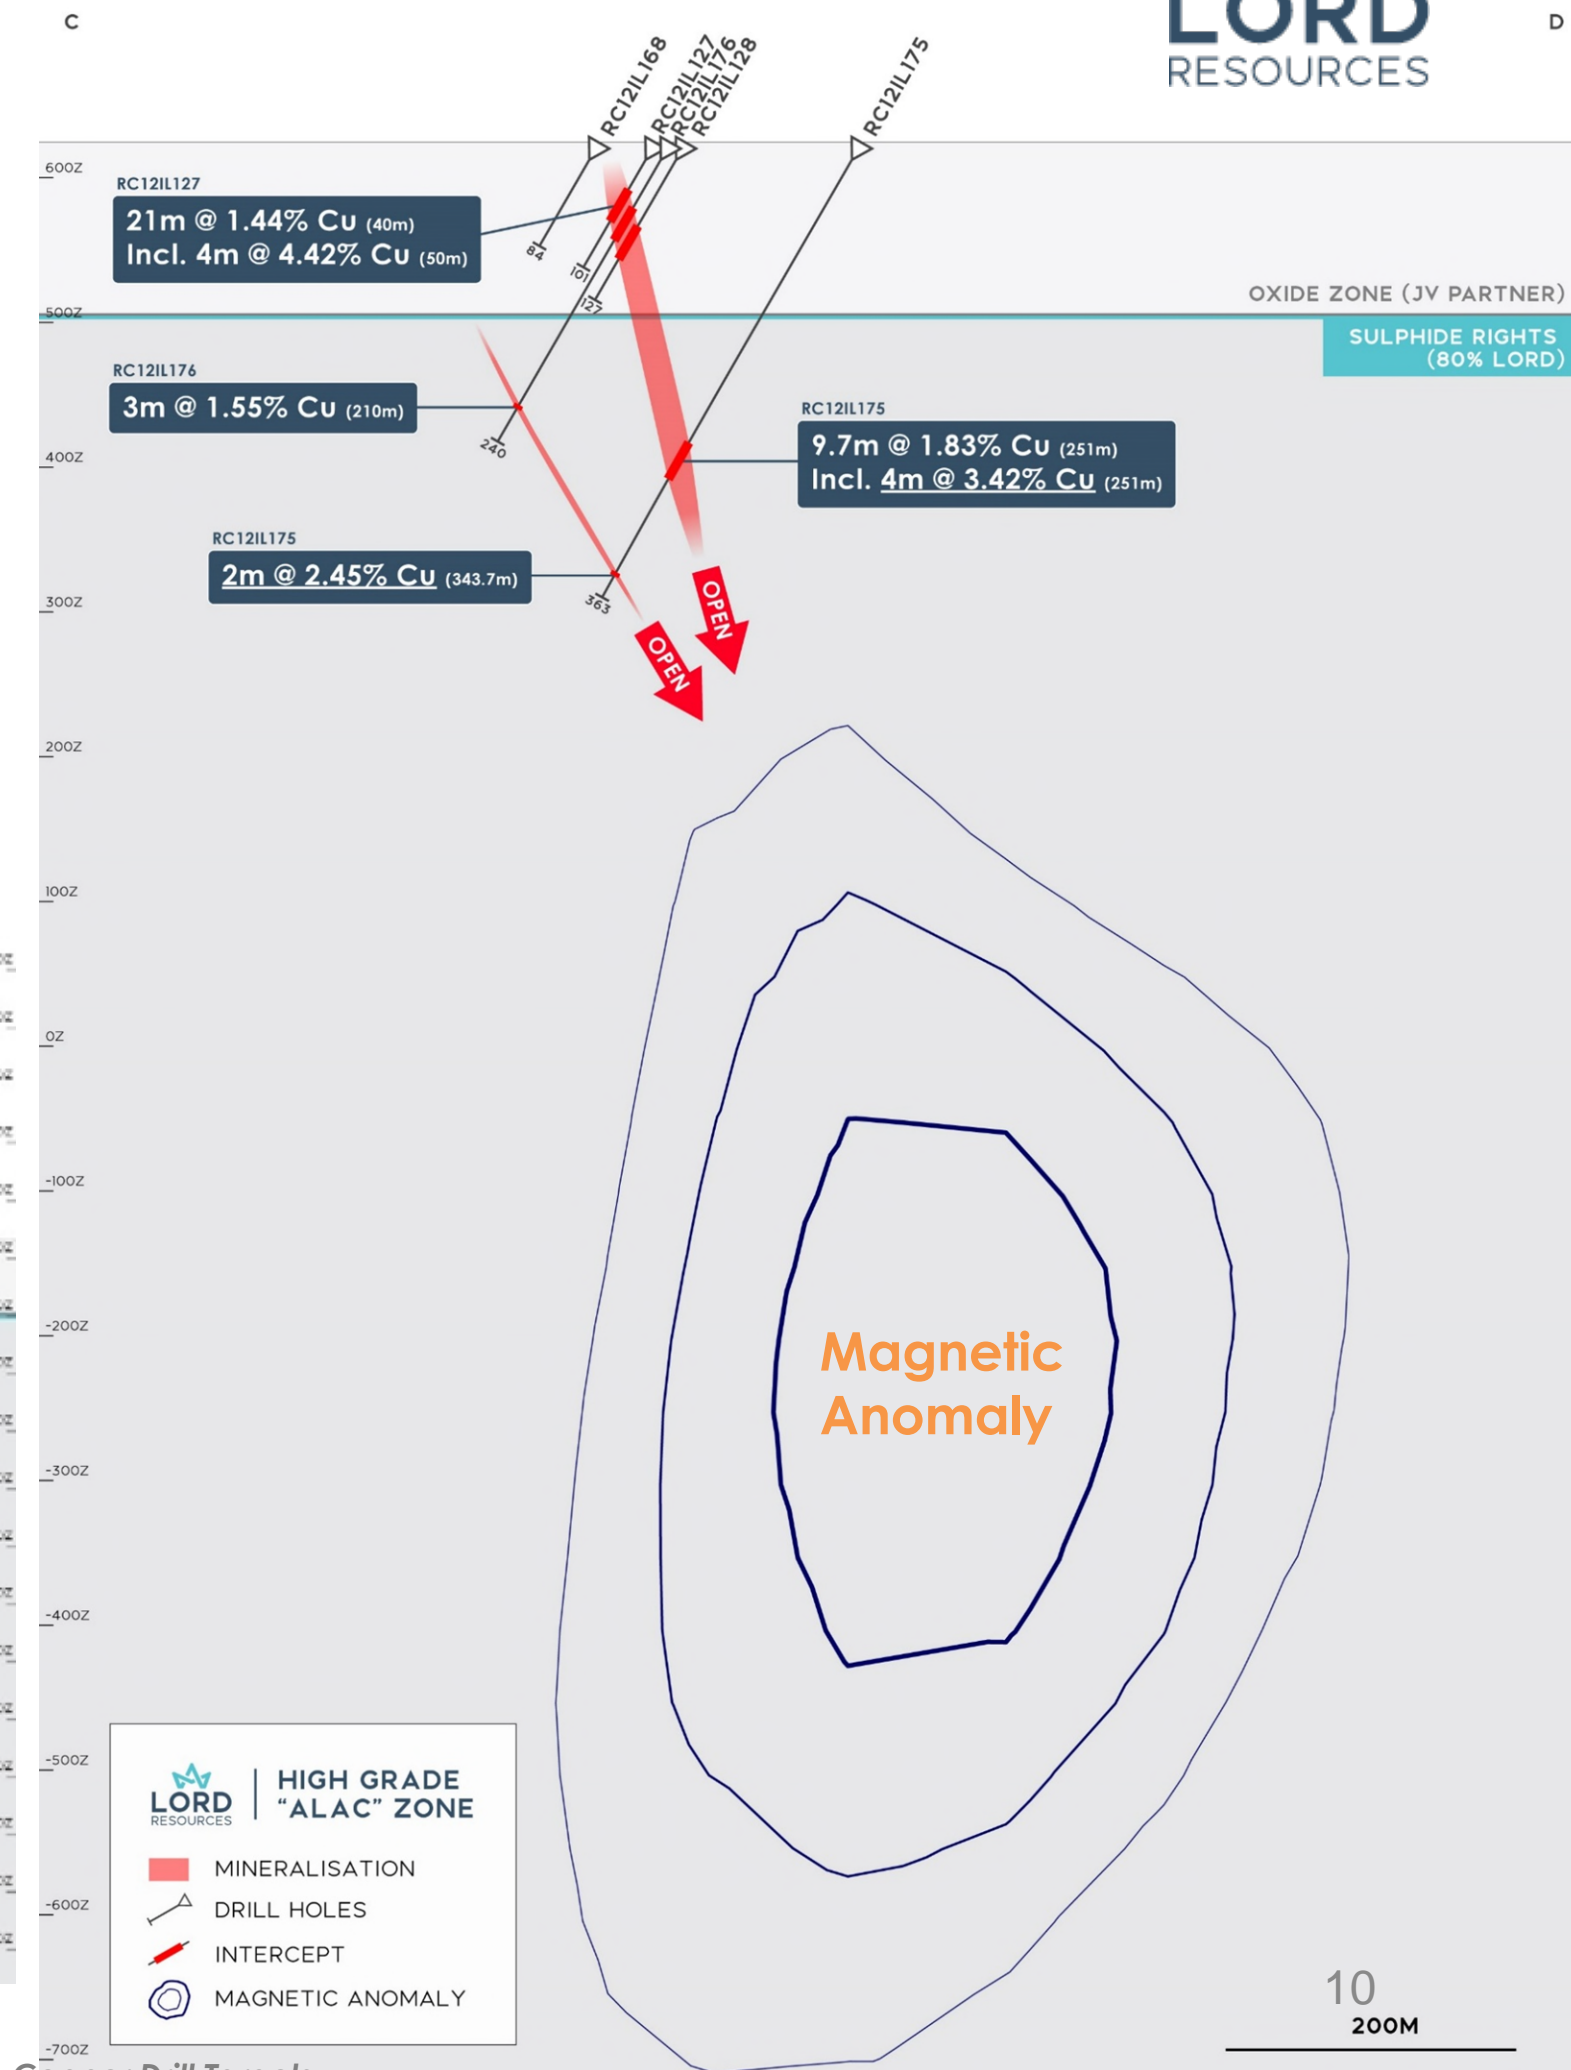 C
LORD
RESOURCES
D
RC12IL168
RC12IL127
RC12IL176
RC12IL128
RC12IL175
600Z
RC12IL127
21m @ 1.44% Cu (40m)
Incl. 4m @ 4.42% Cu (50m)
84
101
127
OXIDE ZONE (JV PARTNER)
500Z
SULPHIDE RIGHTS
(80% LORD)
RC12IL176
3m @ 1.55% Cu (210m)
240
RC12IL175
9.7m @ 1.83% Cu (251m)
Incl. 4m @ 3.42% Cu (251m)
400Z
RC12IL175
2m @ 2.45% Cu (343.7m)
363
300Z
OPEN
OPEN
200Z
100Z
0Z
-100Z
-200Z
Magnetic
Anomaly
-300Z
-400Z
-500Z
LORD
RESOURCES
HIGH GRADE
“ALAC” ZONE
MINERALISATION
DRILL HOLES
-600Z
INTERCEPT
MAGNETIC ANOMALY
10
200M
-700Z